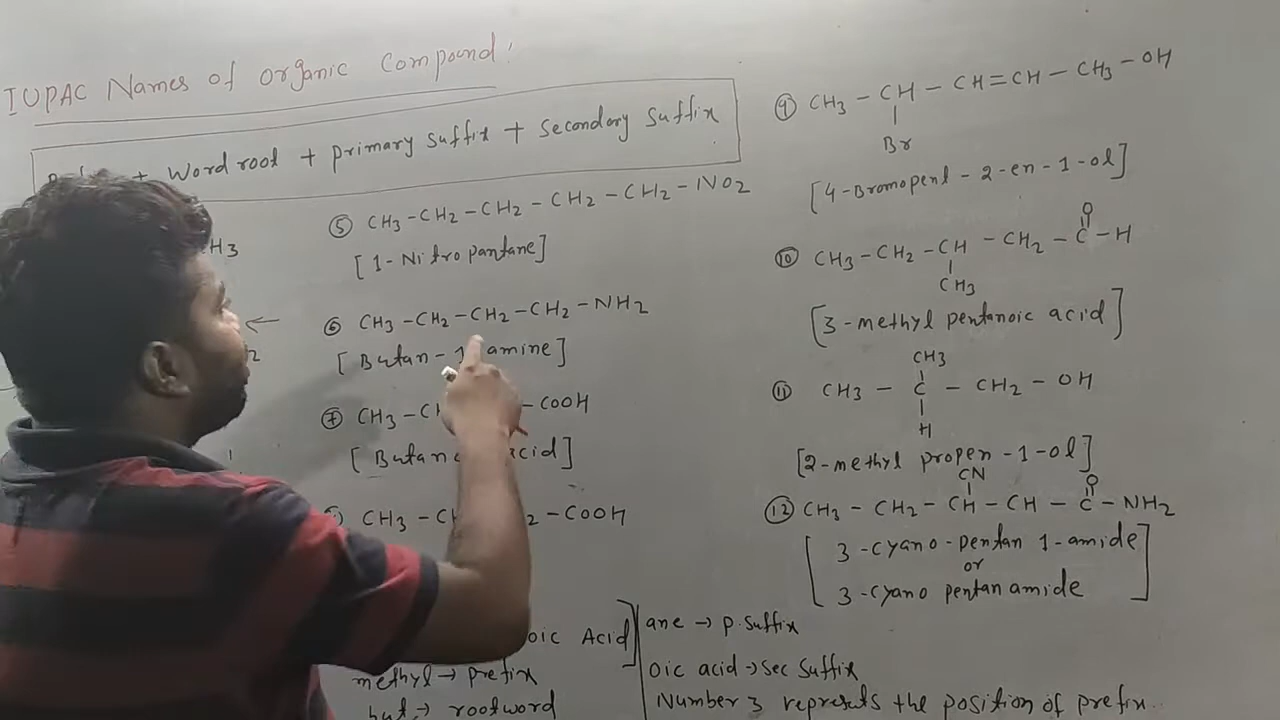 IUPAC Names of Organic Compound!
+ Word root + primary suffix + Secondary Suffix
H3
⑤ CH3-CH2-CH2-CH2-CH2-NO2
[1-Nitropantane]
⑥ CH3-CH2-CH2-CH2-NH2
[Butan-1 amine]
⑦ CH3-C -COOH
[Butan acid]
CH3-C 2-COOH
OIC Acid]
methyl → prefix
but → rootword
ane → p. suffix
oic acid → sec suffix
Number 3 represents the position of prefix.
⑨ CH3-CH-CH=CH-CH3-OH
Br
[4-Bromopent-2-en-1-ol]
O
⑩ CH3-CH2-CH-CH2-C-H
CH3
[3-methyl pentanoic acid]
CH3
⑪ CH3-C-CH2-OH
H
[2-methyl propen-1-ol]
CN O
⑫ CH3-CH2-CH-CH-C-NH2
[3-cyano-pentan 1-amide
or
3-cyano pentanamide]